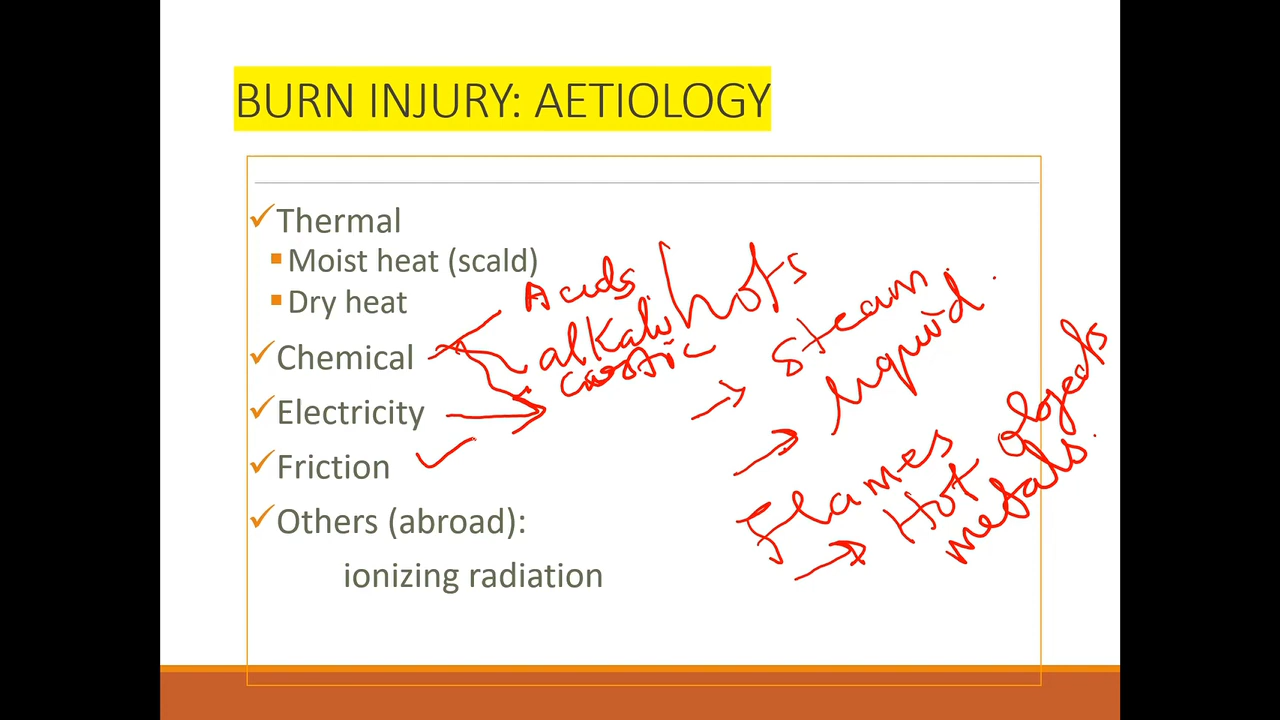 BURN INJURY: AETIOLOGY
Thermal
Moist heat (scald)
Dry heat
Chemical
Electricity
Friction
Others (abroad):
ionizing radiation
Acids
alkali
caustic
hots
Steam
liquid
Flames
Hot objects
metals.